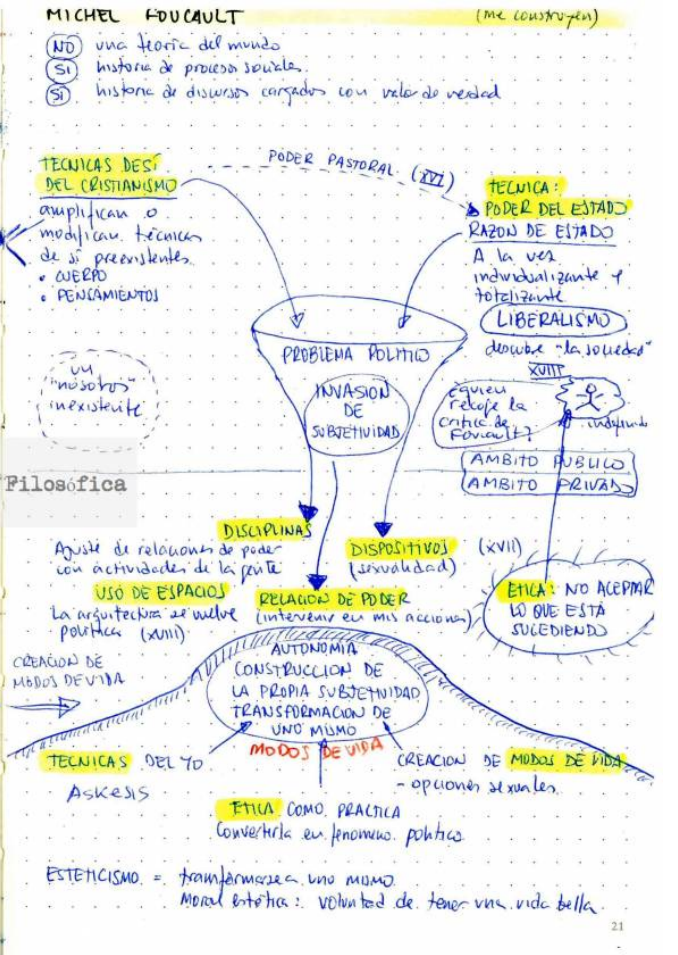 MICHEL FOUCAULT
(me construyen)
NO una teoría del mundo
SI historia de procesos sociales.
SI historia de discursos cargados con valor de verdad
TECNICAS DE SÍ
DEL CRISTIANISMO
amplifican o
modifican técnicas
de sí preexistentes.
• CUERPO
• PENSAMIENTOS
PODER PASTORAL (XVI)
TECNICA:
PODER DEL ESTADO
RAZON DE ESTADO
A la vez
individualizante y
totalizante
LIBERALISMO
descubre "la sociedad"
XVIII
PROBLEMA POLITICO
INVASION
DE
SUBJETIVIDAD
un
"nosotros"
inexistente
¿quien
recoje la
critica de
Foucault?
indefinido
AMBITO PUBLICO
AMBITO PRIVADO
Filosófica
DISCIPLINAS
Ajuste de relaciones de poder
con actividades de la gente
DISPOSITIVOS (XVII)
(sexualidad)
USO DE ESPACIOS
La arquitectura se vuelve
política (XVIII)
RELACION DE PODER
(intervenir en mis acciones)
ETICA: NO ACEPTAR
LO QUE ESTA
SUCEDIENDO
CREACION DE
MODOS DE VIDA
AUTONOMIA
CONSTRUCCION DE
LA PROPIA SUBJETIVIDAD
TRANSFORMACION DE
UNO MISMO
MODOS DE VIDA
TECNICAS DEL YO
ASKESIS
CREACION DE MODOS DE VIDA
- opciones sexuales.
ETICA COMO PRACTICA
Convertirla en fenomeno politico
ESTETICISMO = transformarse a uno mismo.
Moral estética: voluntad de tener una vida bella.
21